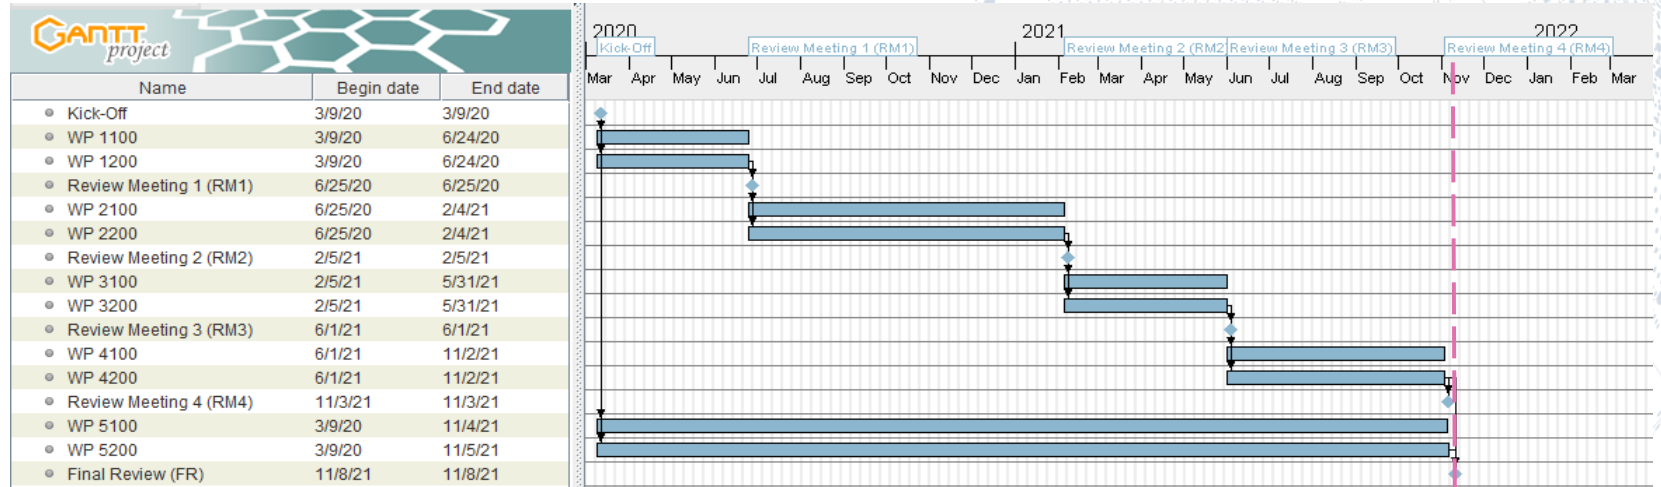 GANTT
project
2020 2021 2022
Kick-Off Review Meeting 1 (RM1) Review Meeting 2 (RM2 Review Meeting 3 (RM3) Review Meeting 4 (RM4)
Mar Apr May Jun Jul Aug Sep Oct Nov Dec Jan Feb Mar Apr May Jun Jul Aug Sep Oct Nov Dec Jan Feb Mar
Name Begin date End date
Kick-Off 3/9/20 3/9/20
WP 1100 3/9/20 6/24/20
WP 1200 3/9/20 6/24/20
Review Meeting 1 (RM1) 6/25/20 6/25/20
WP 2100 6/25/20 2/4/21
WP 2200 6/25/20 2/4/21
Review Meeting 2 (RM2) 2/5/21 2/5/21
WP 3100 2/5/21 5/31/21
WP 3200 2/5/21 5/31/21
Review Meeting 3 (RM3) 6/1/21 6/1/21
WP 4100 6/1/21 11/2/21
WP 4200 6/1/21 11/2/21
Review Meeting 4 (RM4) 11/3/21 11/3/21
WP 5100 3/9/20 11/4/21
WP 5200 3/9/20 11/5/21
Final Review (FR) 11/8/21 11/8/21